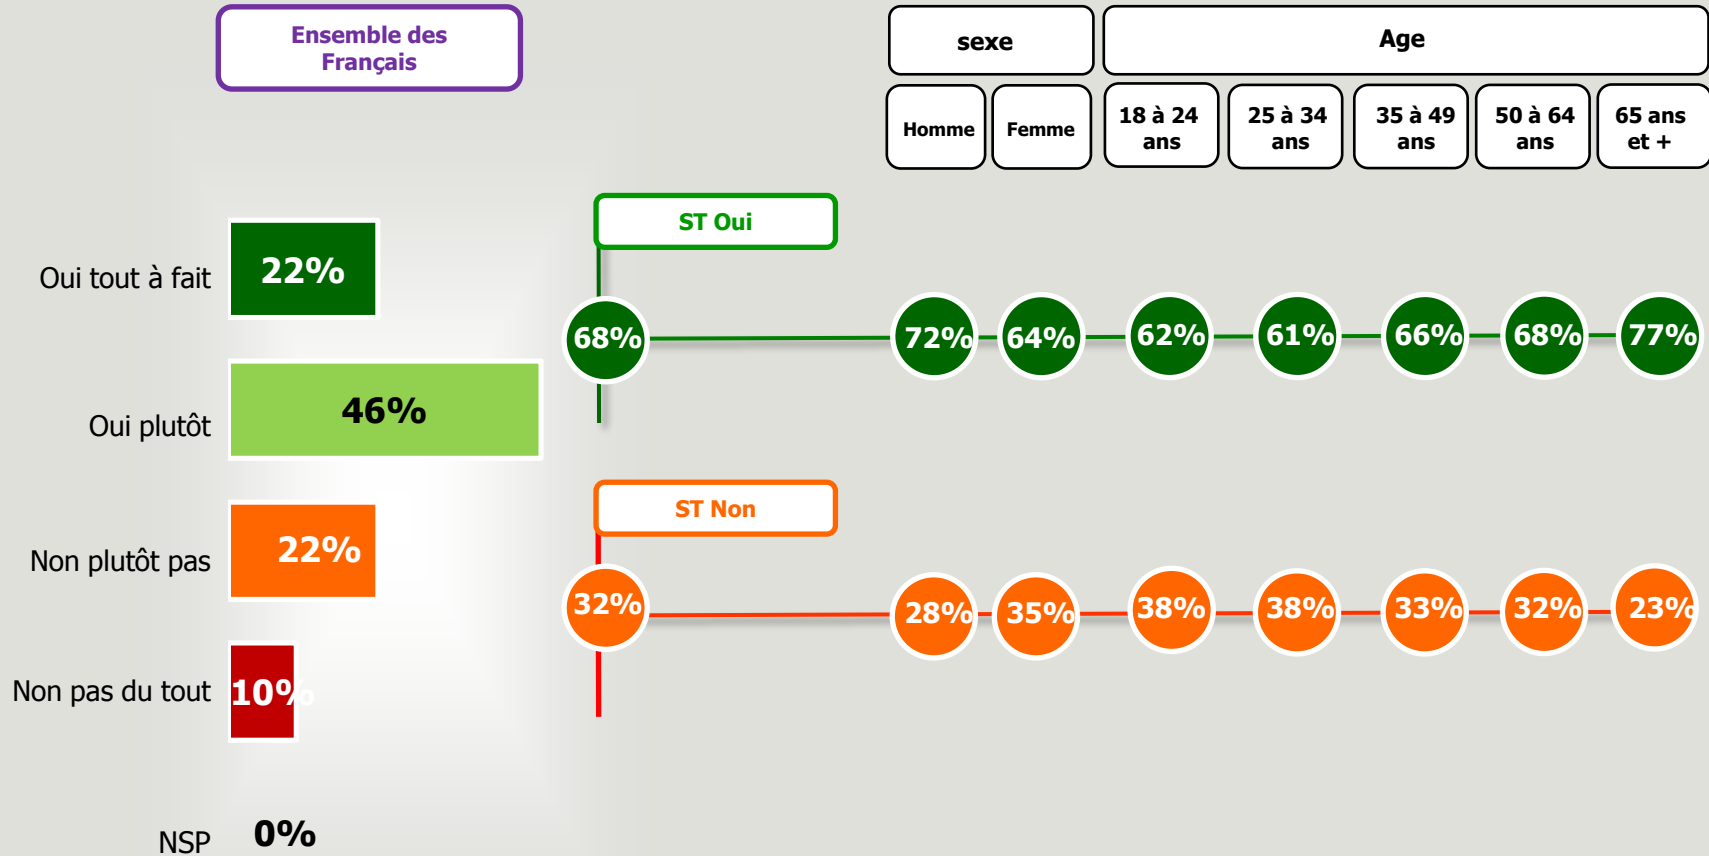 Ensemble des
Français
sexe
Age
Homme
Femme
18 à 24
ans
25 à 34
ans
35 à 49
ans
50 à 64
ans
65 ans
et +
ST Oui
Oui tout à fait
22%
68%
72%
64%
62%
61%
66%
68%
77%
Oui plutôt
46%
ST Non
Non plutôt pas
22%
32%
28%
35%
38%
38%
33%
32%
23%
Non pas du tout
10%
NSP
0%